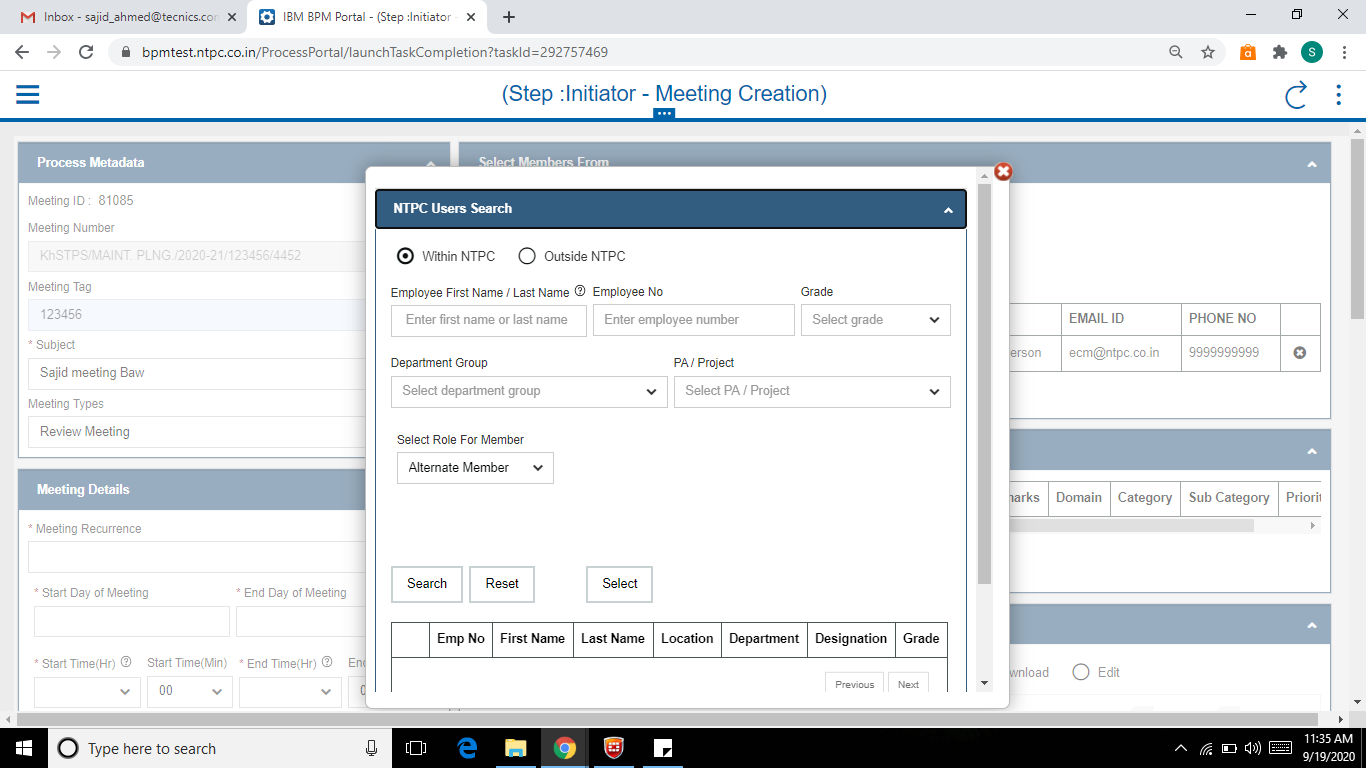 Inbox - sajid_ahmed@tecnics.con
IBM BPM Portal - (Step :Initiator -
bpmtest.ntpc.co.in/ProcessPortal/launchTaskCompletion?taskId=292757469
S
(Step :Initiator - Meeting Creation)
Process Metadata
Select Members From
Meeting ID : 81085
Meeting Number
KhSTPS/MAINT. PLNG./2020-21/123456/4452
Meeting Tag
123456
* Subject
Sajid meeting Baw
Meeting Types
Review Meeting
Meeting Details
* Meeting Recurrence
* Start Day of Meeting
* End Day of Meeting
* Start Time(Hr)
Start Time(Min)
* End Time(Hr)
00
NTPC Users Search
Within NTPC
Outside NTPC
Employee First Name / Last Name
Employee No
Grade
Enter first name or last name
Enter employee number
Select grade
Department Group
PA / Project
Select department group
Select PA / Project
Select Role For Member
Alternate Member
Search
Reset
Select
Emp No
First Name
Last Name
Location
Department
Designation
Grade
Previous
Next
EMAIL ID
PHONE NO
erson
ecm@ntpc.co.in
9999999999
narks
Domain
Category
Sub Category
Priorit
wnload
Edit
Type here to search
11:35 AM
9/19/2020